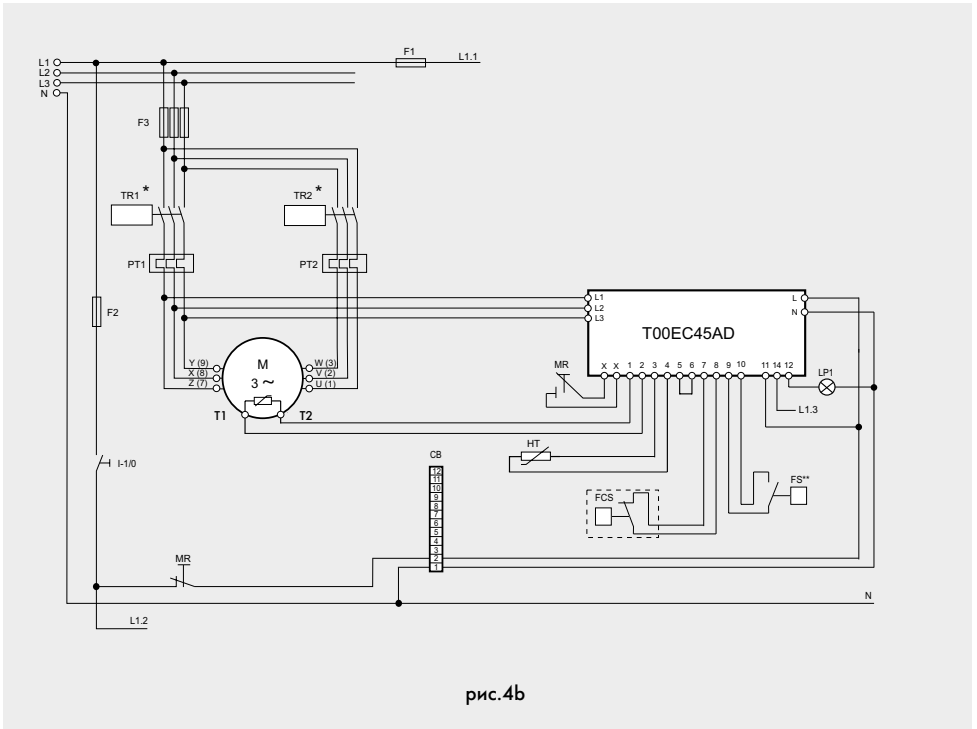 F1
L1.1
L1
L2
L3
N
F3
TR1 *
TR2 *
PT1
PT2
F2
L1
L2
L3
L
N
T00EC45AD
X X 1 2 3 4 5 6 7 8 9 10 11 14 12
M
3 ~
Y (9)
X (8)
Z (7)
W (3)
V (2)
U (1)
T1
T2
MR
LP1
L1.3
HT
I-1/0
CB
12
11
10
9
8
7
6
5
4
3
2
1
FCS
FS**
MR
N
L1.2
рис.4b